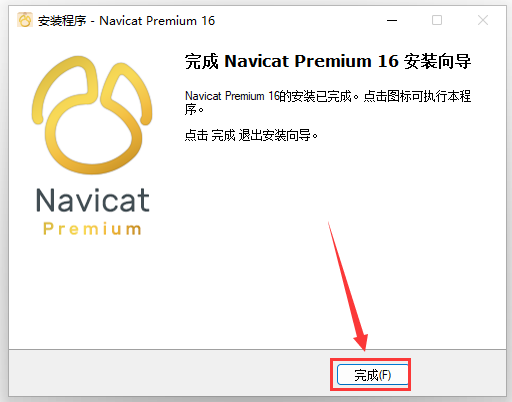 安装程序 - Navicat Premium 16
完成 Navicat Premium 16 安装向导
Navicat Premium 16的安装已完成。点击图标可执行本程
序。
点击 完成 退出安装向导。
Navicat
Premium
完成(F)